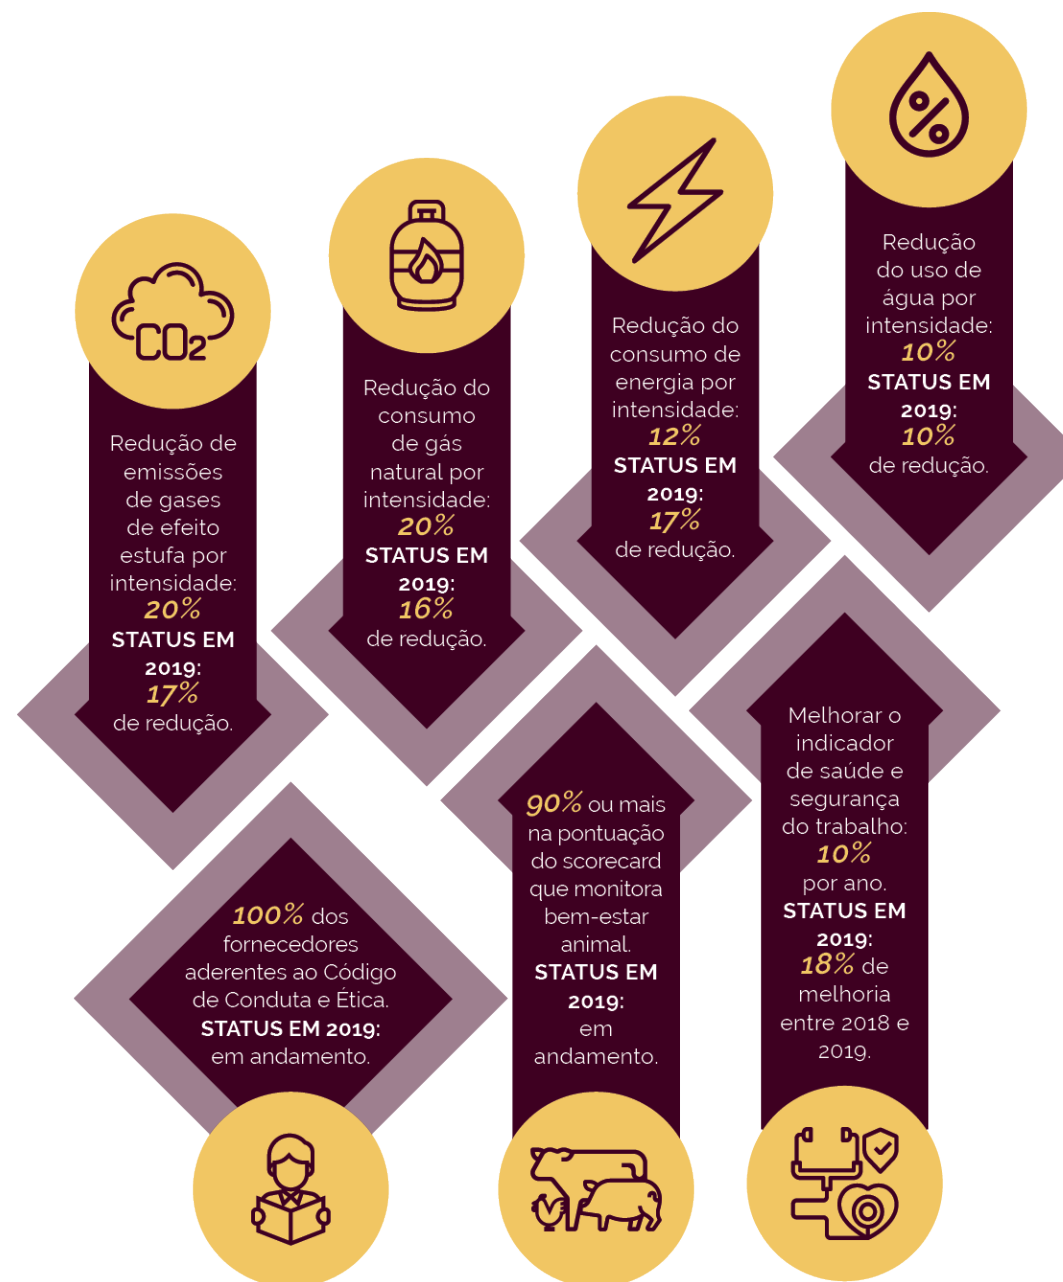 CO2
Redução de
emissões
de gases
de efeito
estufa por
intensidade:
20%
STATUS EM
2019:
17%
de redução.
Redução do
consumo
de gás
natural por
intensidade:
20%
STATUS EM
2019:
16%
de redução.
Redução do
consumo de
energia por
intensidade:
12%
STATUS EM
2019:
17%
de redução.
%
Redução
do uso de
água por
intensidade:
10%
STATUS EM
2019:
10%
de redução.
100% dos
fornecedores
aderentes ao Código
de Conduta e Ética.
STATUS EM 2019:
em andamento.
90% ou mais
na pontuação
do scorecard
que monitora
bem-estar
animal.
STATUS EM
2019:
em
andamento.
Melhorar o
indicador
de saúde e
segurança
do trabalho:
10%
por ano.
STATUS EM
2019:
18% de
melhoria
entre 2018 e
2019.